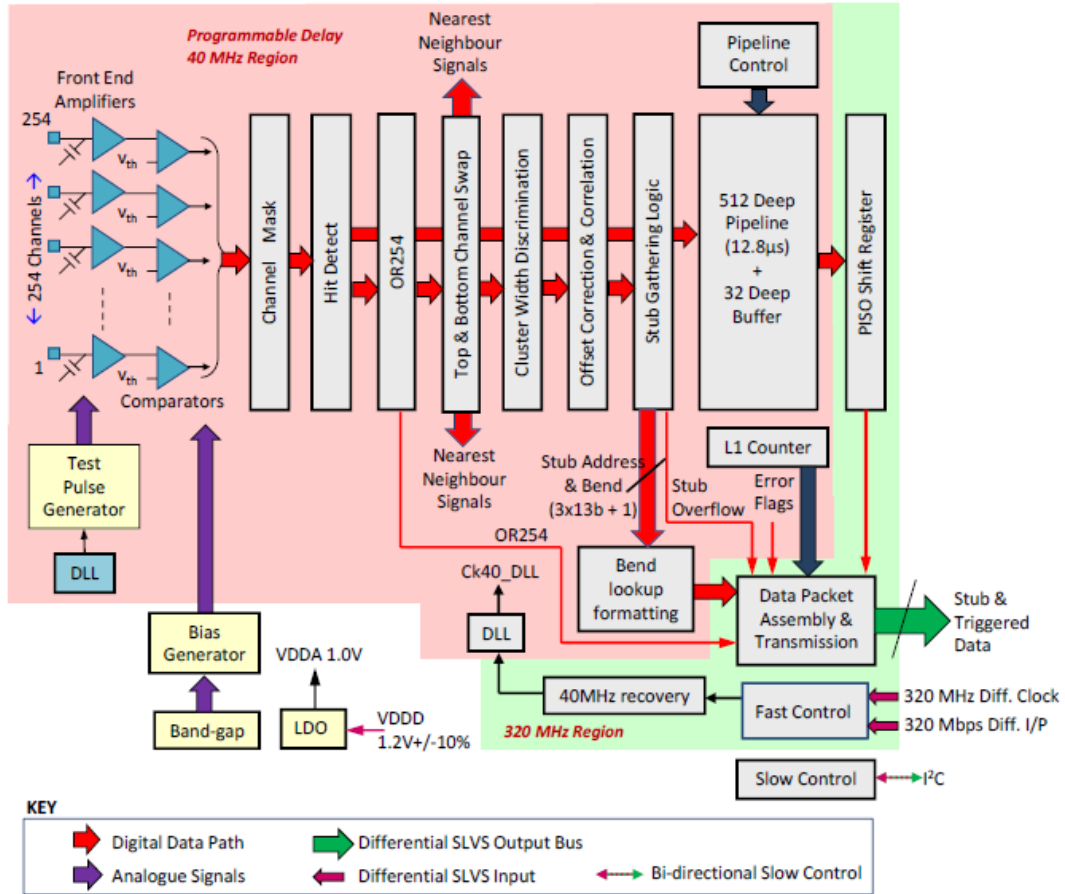 Programmable Delay
40 MHz Region
Nearest
Neighbour
Signals
Pipeline
Control
Front End
Amplifiers
254
Vth
Vth
Vth
Vth
← 254 Channels →
1
Comparators
Channel Mask
Hit Detect
OR254
Top & Bottom Channel Swap
Cluster Width Discrimination
Offset Correction & Correlation
Stub Gathering Logic
512 Deep
Pipeline
(12.8µs)
+
32 Deep
Buffer
PISO Shift Register
Nearest
Neighbour
Signals
Test
Pulse
Generator
DLL
Stub Address
& Bend
(3x13b + 1)
Stub
Overflow
L1 Counter
Error
Flags
OR254
Ck40_DLL
DLL
Bend
lookup
formatting
Data Packet
Assembly &
Transmission
Stub &
Triggered
Data
Bias
Generator
Band-gap
VDDA 1.0V
LDO
VDDD
1.2V+/-10%
40MHz recovery
320 MHz Region
Fast Control
320 MHz Diff. Clock
320 Mbps Diff. I/P
Slow Control
I²C
KEY
Digital Data Path
Differential SLVS Output Bus
Analogue Signals
Differential SLVS Input
Bi-directional Slow Control